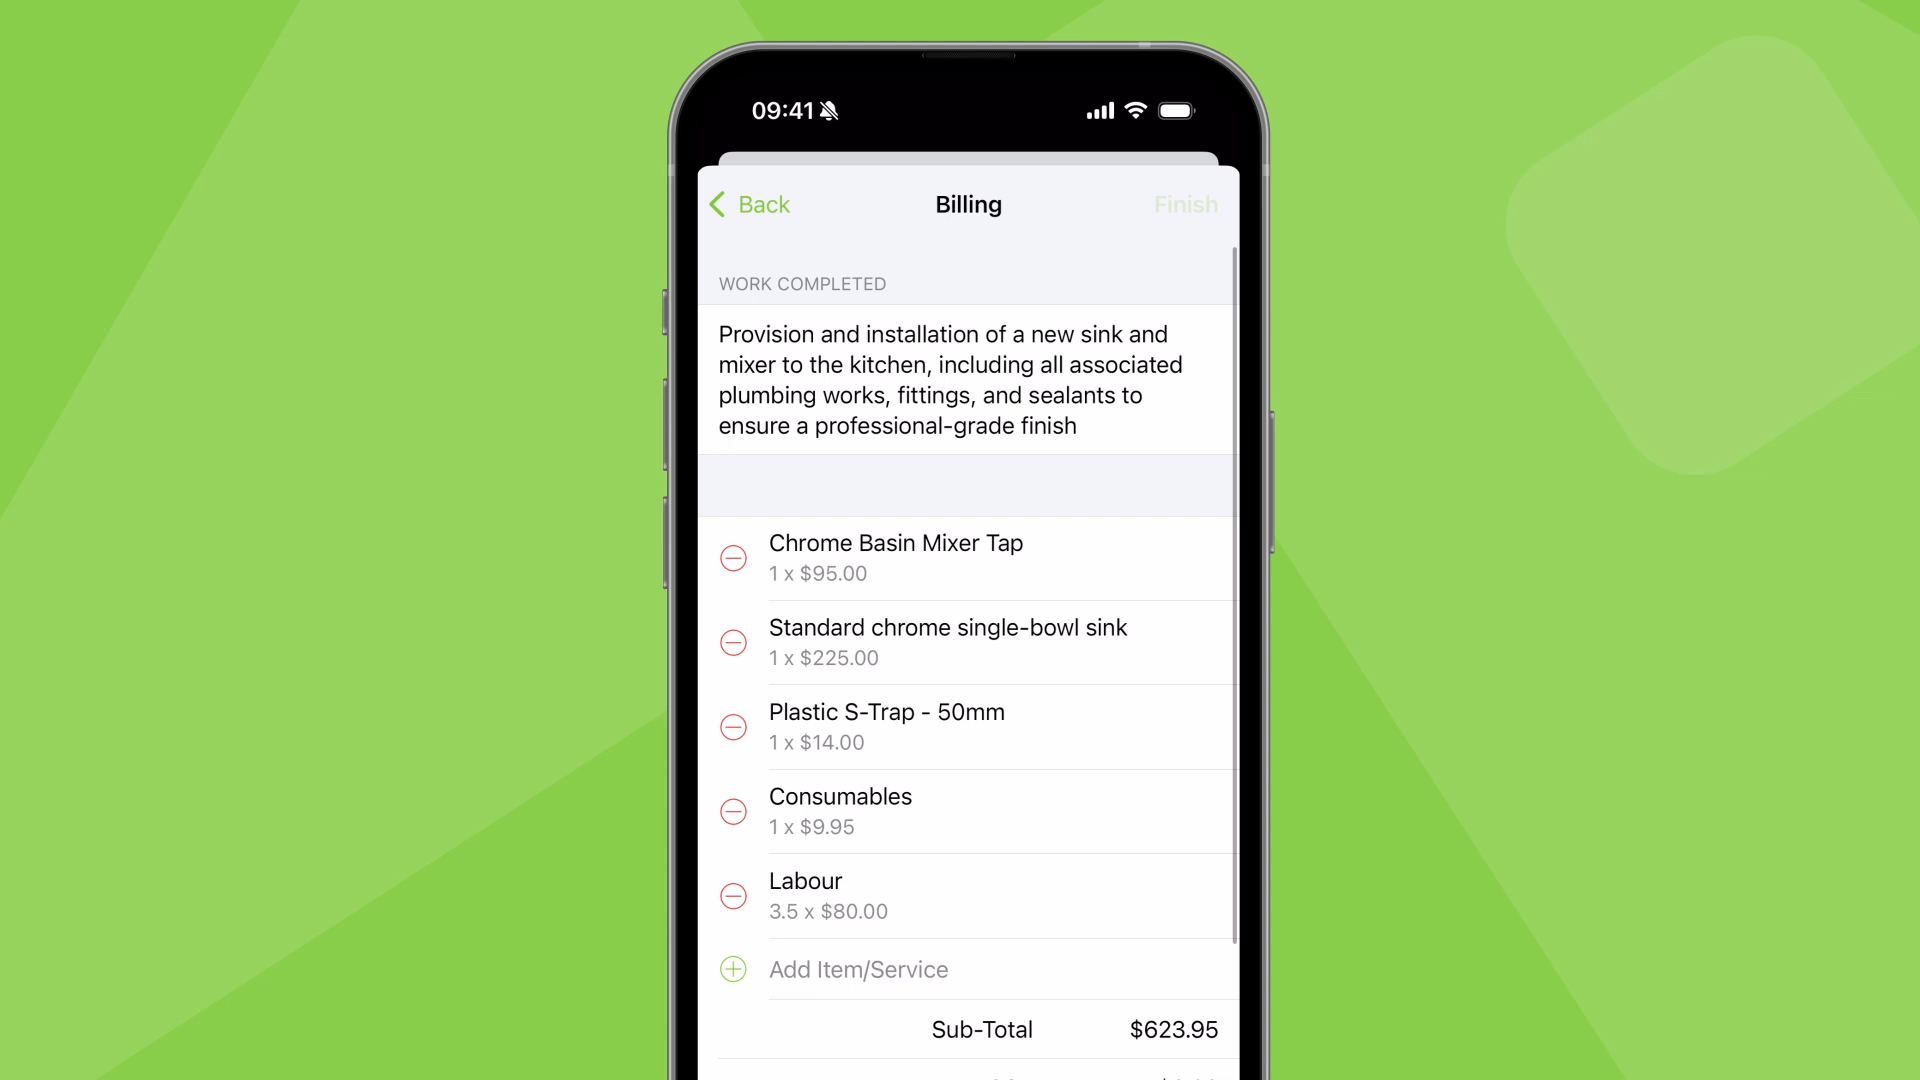 09:41
Back
Billing
Finish
WORK COMPLETED
Provision and installation of a new sink and
mixer to the kitchen, including all associated
plumbing works, fittings, and sealants to
ensure a professional-grade finish
Chrome Basin Mixer Tap
1 x $95.00
Standard chrome single-bowl sink
1 x $225.00
Plastic S-Trap - 50mm
1 x $14.00
Consumables
1 x $9.95
Labour
3.5 x $80.00
Add Item/Service
Sub-Total $623.95